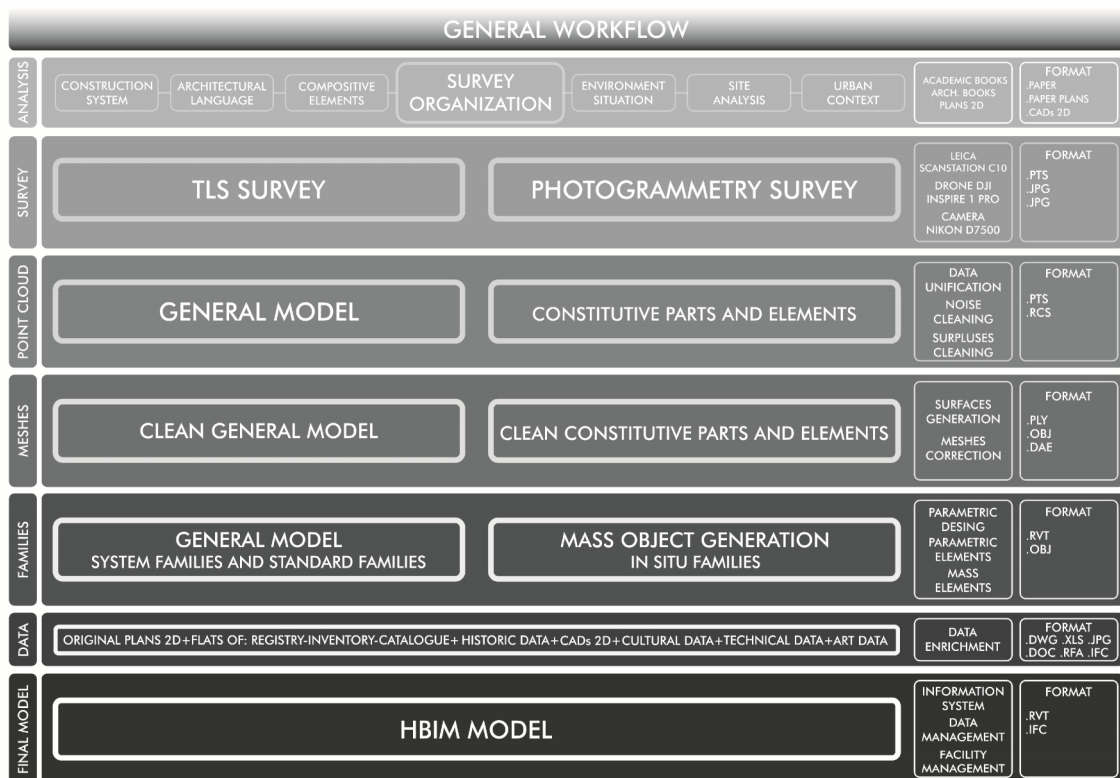 GENERAL WORKFLOW
ANALYSIS
CONSTRUCTION
SYSTEM
ARCHITECTURAL
LANGUAGE
COMPOSITIVE
ELEMENTS
SURVEY
ORGANIZATION
ENVIRONMENT
SITUATION
SITE
ANALYSIS
URBAN
CONTEXT
ACADEMIC BOOKS
ARCH. BOOKS
PLANS 2D
FORMAT
.PAPER
.PAPER PLANS
.CADs 2D
SURVEY
TLS SURVEY
PHOTOGRAMMETRY SURVEY
LEICA
SCANSTATION C10
DRONE DJI
INSPIRE 1 PRO
CAMERA
NIKON D7500
FORMAT
.PTS
.JPG
.JPG
POINT CLOUD
GENERAL MODEL
CONSTITUTIVE PARTS AND ELEMENTS
DATA
UNIFICATION
NOISE
CLEANING
SURPLUSES
CLEANING
FORMAT
.PTS
.RCS
MESHES
CLEAN GENERAL MODEL
CLEAN CONSTITUTIVE PARTS AND ELEMENTS
SURFACES
GENERATION
MESHES
CORRECTION
FORMAT
.PLY
.OBJ
.DAE
FAMILIES
GENERAL MODEL
SYSTEM FAMILIES AND STANDARD FAMILIES
MASS OBJECT GENERATION
IN SITU FAMILIES
PARAMETRIC
DESING
PARAMETRIC
ELEMENTS
MASS
ELEMENTS
FORMAT
.RVT
.OBJ
DATA
ORIGINAL PLANS 2D+FLATS OF: REGISTRY-INVENTORY-CATALOGUE+ HISTORIC DATA+CADs 2D+CULTURAL DATA+TECHNICAL DATA+ART DATA
DATA
ENRICHMENT
FORMAT
.DWG .XLS .JPG
.DOC .RFA .IFC
FINAL MODEL
HBIM MODEL
INFORMATION
SYSTEM
DATA
MANAGEMENT
FACILITY
MANAGEMENT
FORMAT
.RVT
.IFC